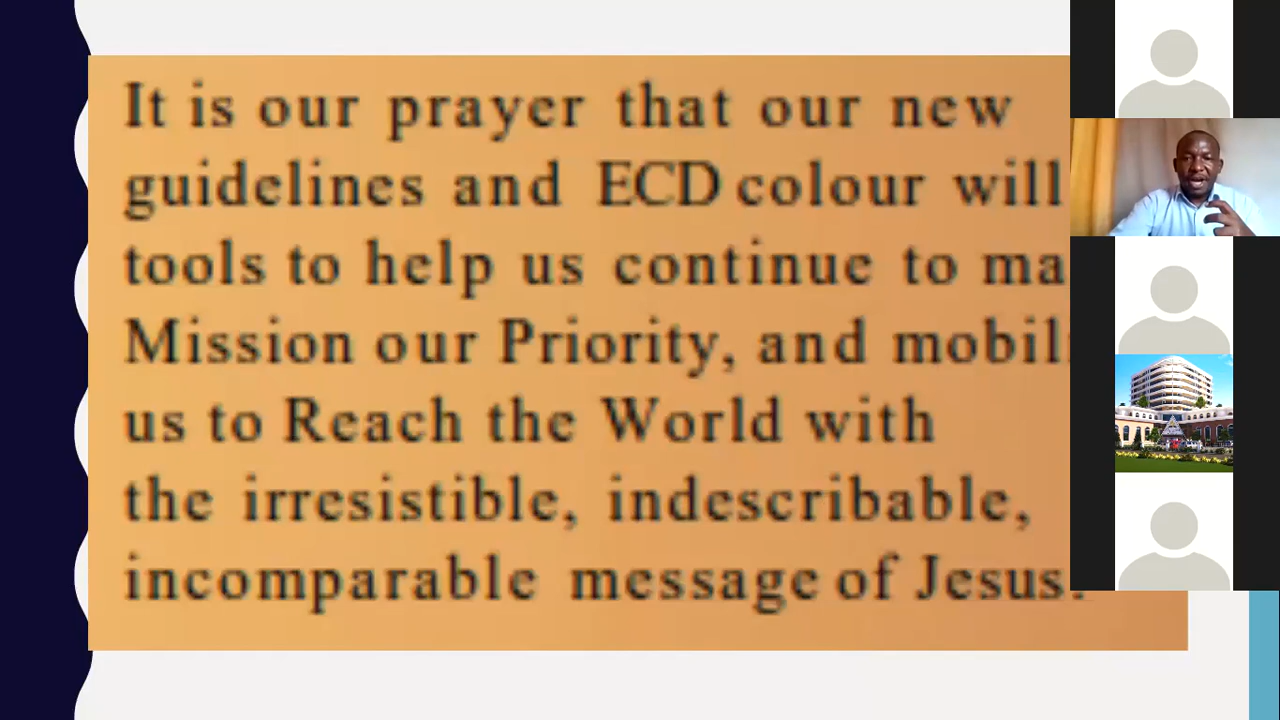 It is our prayer that our new
guidelines and ECD colour will
tools to help us continue to
Mission our Priority, and
us to Reach the World with
the irresistible, indescribable,
incomparable message of Jesus.